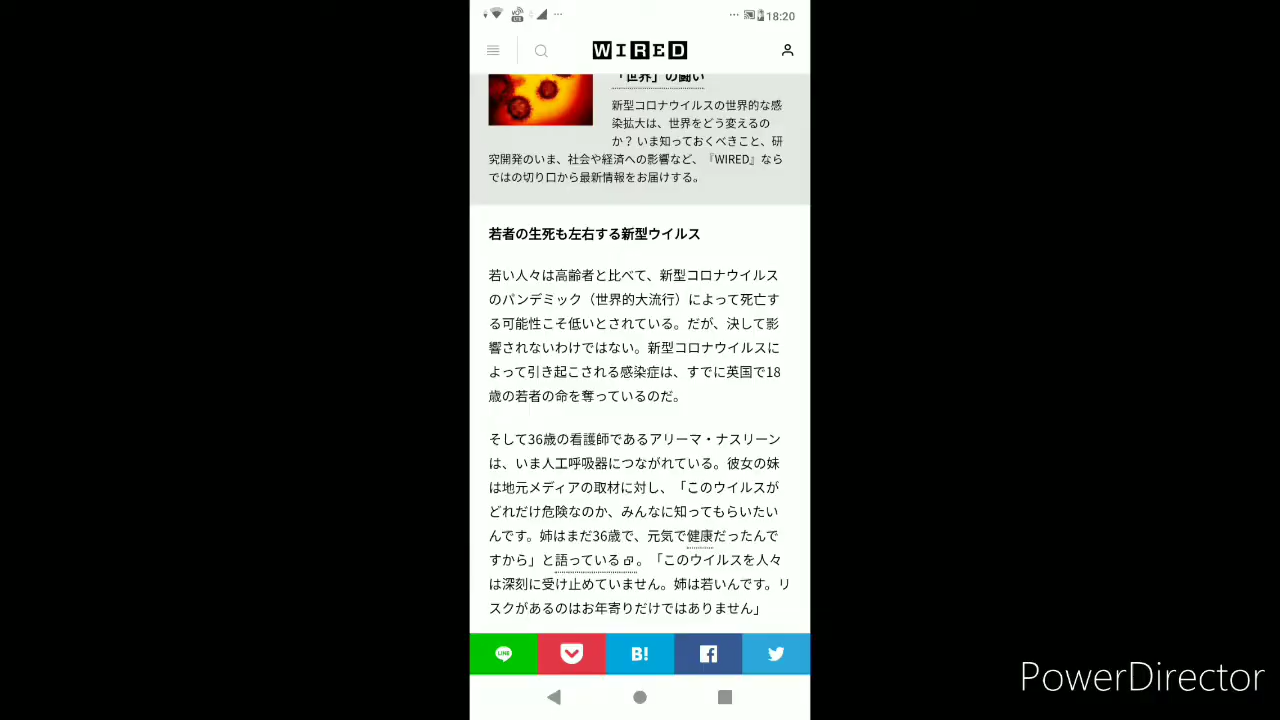 18:20
WIRED
「世界」の闘い
新型コロナウイルスの世界的な感
染拡大は、世界をどう変えるの
か？ いま知っておくべきこと、研
究開発のいま、社会や経済への影響など、『WIRED』なら
ではの切り口から最新情報をお届けする。
若者の生死も左右する新型ウイルス
若い人々は高齢者と比べて、新型コロナウイルス
のパンデミック（世界的大流行）によって死亡す
る可能性こそ低いとされている。だが、決して影
響されないわけではない。新型コロナウイルスに
よって引き起こされる感染症は、すでに英国で18
歳の若者の命を奪っているのだ。
そして36歳の看護師であるアリーマ・ナスリーン
は、いま人工呼吸器につながれている。彼女の妹
は地元メディアの取材に対し、「このウイルスが
どれだけ危険なのか、みんなに知ってもらいたい
んです。姉はまだ36歳で、元気で健康だったんで
すから」と語っている。「このウイルスを人々
は深刻に受け止めていません。姉は若いんです。リ
スクがあるのはお年寄りだけではありません」
LINE
B!
PowerDirector